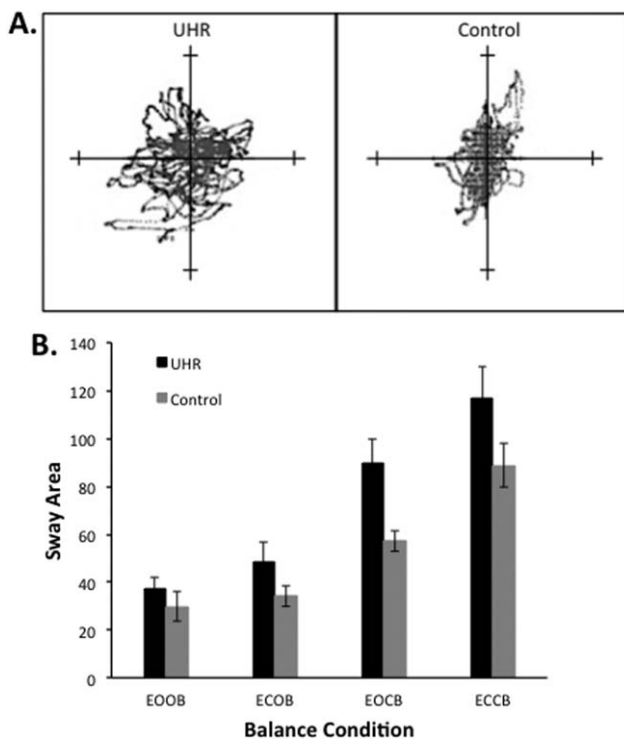 A.
UHR
Control
B.
140
120
100
80
60
40
20
0
Sway Area
UHR
Control
EOOB ECOB EOCB ECCB
Balance Condition